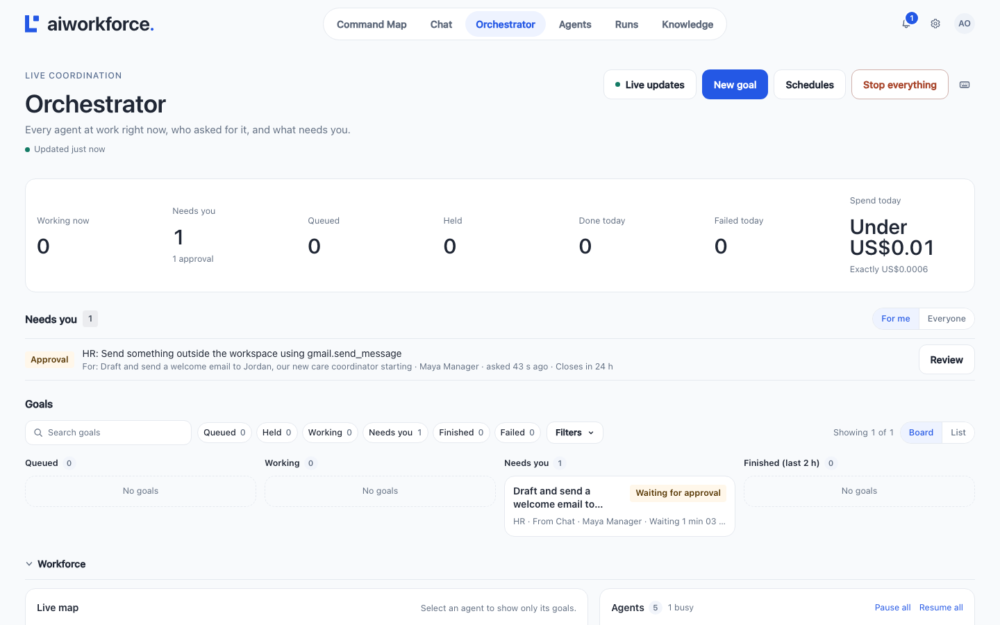 aiworkforce.
Command Map
Chat
Orchestrator
Agents
Runs
Knowledge
1
AO
LIVE COORDINATION
Orchestrator
Every agent at work right now, who asked for it, and what needs you.
Updated just now
Live updates
New goal
Schedules
Stop everything
Working now
0
Needs you
1
1 approval
Queued
0
Held
0
Done today
0
Failed today
0
Spend today
Under
US$0.01
Exactly US$0.0006
Needs you 1
For me
Everyone
Approval
HR: Send something outside the workspace using gmail.send_message
For: Draft and send a welcome email to Jordan, our new care coordinator starting · Maya Manager · asked 43 s ago · Closes in 24 h
Review
Goals
Search goals
Queued 0
Held 0
Working 0
Needs you 1
Finished 0
Failed 0
Filters
Showing 1 of 1
Board
List
Queued 0
No goals
Working 0
No goals
Needs you 1
Draft and send a
welcome email to...
Waiting for approval
HR · From Chat · Maya Manager · Waiting 1 min 03 ...
Finished (last 2 h) 0
No goals
Workforce
Live map
Select an agent to show only its goals.
Agents 5 1 busy
Pause all
Resume all